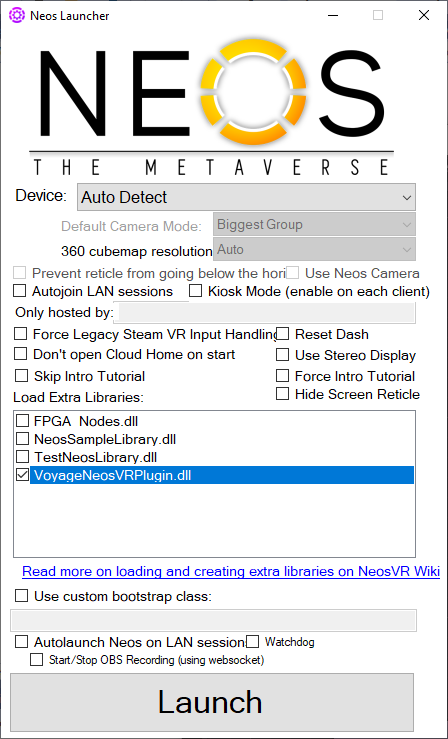 Neos Launcher
NEOS
THE METAVERSE
Device: Auto Detect
Default Camera Mode: Biggest Group
360 cubemap resolution Auto
Prevent reticle from going below the hori Use Neos Camera
Autojoin LAN sessions Kiosk Mode (enable on each client)
Only hosted by:
Force Legacy Steam VR Input Handling Reset Dash
Don't open Cloud Home on start Use Stereo Display
Skip Intro Tutorial Force Intro Tutorial
Load Extra Libraries: Hide Screen Reticle
FPGA_Nodes.dll
NeosSampleLibrary.dll
TestNeosLibrary.dll
VoyageNeosVRPlugin.dll
Read more on loading and creating extra libraries on NeosVR Wiki
Use custom bootstrap class:
Autolaunch Neos on LAN session Watchdog
Start/Stop OBS Recording (using websocket)
Launch